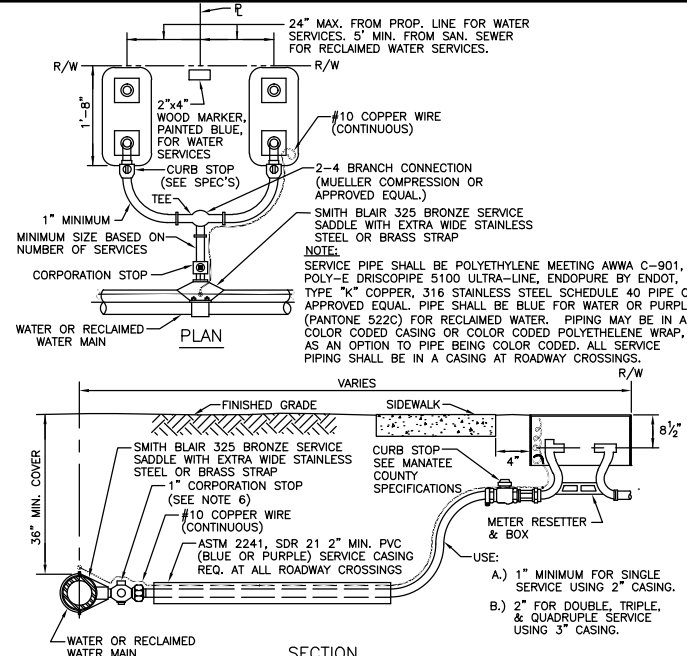 ℄
24" MAX. FROM PROP. LINE FOR WATER
SERVICES. 5' MIN. FROM SAN. SEWER
FOR RECLAIMED WATER SERVICES.
R/W
R/W
1'-8"
2"x4"
WOOD MARKER,
PAINTED BLUE,
FOR WATER
SERVICES
#10 COPPER WIRE
(CONTINUOUS)
CURB STOP
(SEE SPEC'S)
2-4 BRANCH CONNECTION
(MUELLER COMPRESSION OR
APPROVED EQUAL.)
TEE
1" MINIMUM
SMITH BLAIR 325 BRONZE SERVICE
SADDLE WITH EXTRA WIDE STAINLESS
STEEL OR BRASS STRAP
MINIMUM SIZE BASED ON
NUMBER OF SERVICES
CORPORATION STOP
WATER OR RECLAIMED
WATER MAIN
PLAN
NOTE:
SERVICE PIPE SHALL BE POLYETHYLENE MEETING AWWA C-901,
POLY-E DRISCOPIPE 5100 ULTRA-LINE, ENDOPURE BY ENDOT,
TYPE "K" COPPER, 316 STAINLESS STEEL SCHEDULE 40 PIPE O
APPROVED EQUAL. PIPE SHALL BE BLUE FOR WATER OR PURPL
(PANTONE 522C) FOR RECLAIMED WATER. PIPING MAY BE IN A
COLOR CODED CASING OR COLOR CODED POLYETHELENE WRAP,
AS AN OPTION TO PIPE BEING COLOR CODED. ALL SERVICE
PIPING SHALL BE IN A CASING AT ROADWAY CROSSINGS.
R/W
VARIES
FINISHED GRADE
SIDEWALK
8½"
36" MIN. COVER
SMITH BLAIR 325 BRONZE SERVICE
SADDLE WITH EXTRA WIDE STAINLESS
STEEL OR BRASS STRAP
CURB STOP
SEE MANATEE
COUNTY
SPECIFICATIONS
4"
1" CORPORATION STOP
(SEE NOTE 6)
#10 COPPER WIRE
(CONTINUOUS)
METER RESETTER
& BOX
ASTM 2241, SDR 21 2" MIN. PVC
(BLUE OR PURPLE) SERVICE CASING
REQ. AT ALL ROADWAY CROSSINGS
USE:
A.) 1" MINIMUM FOR SINGLE
SERVICE USING 2" CASING.
B.) 2" FOR DOUBLE, TRIPLE,
& QUADRUPLE SERVICE
USING 3" CASING.
WATER OR RECLAIMED
WATER MAIN
SECTION